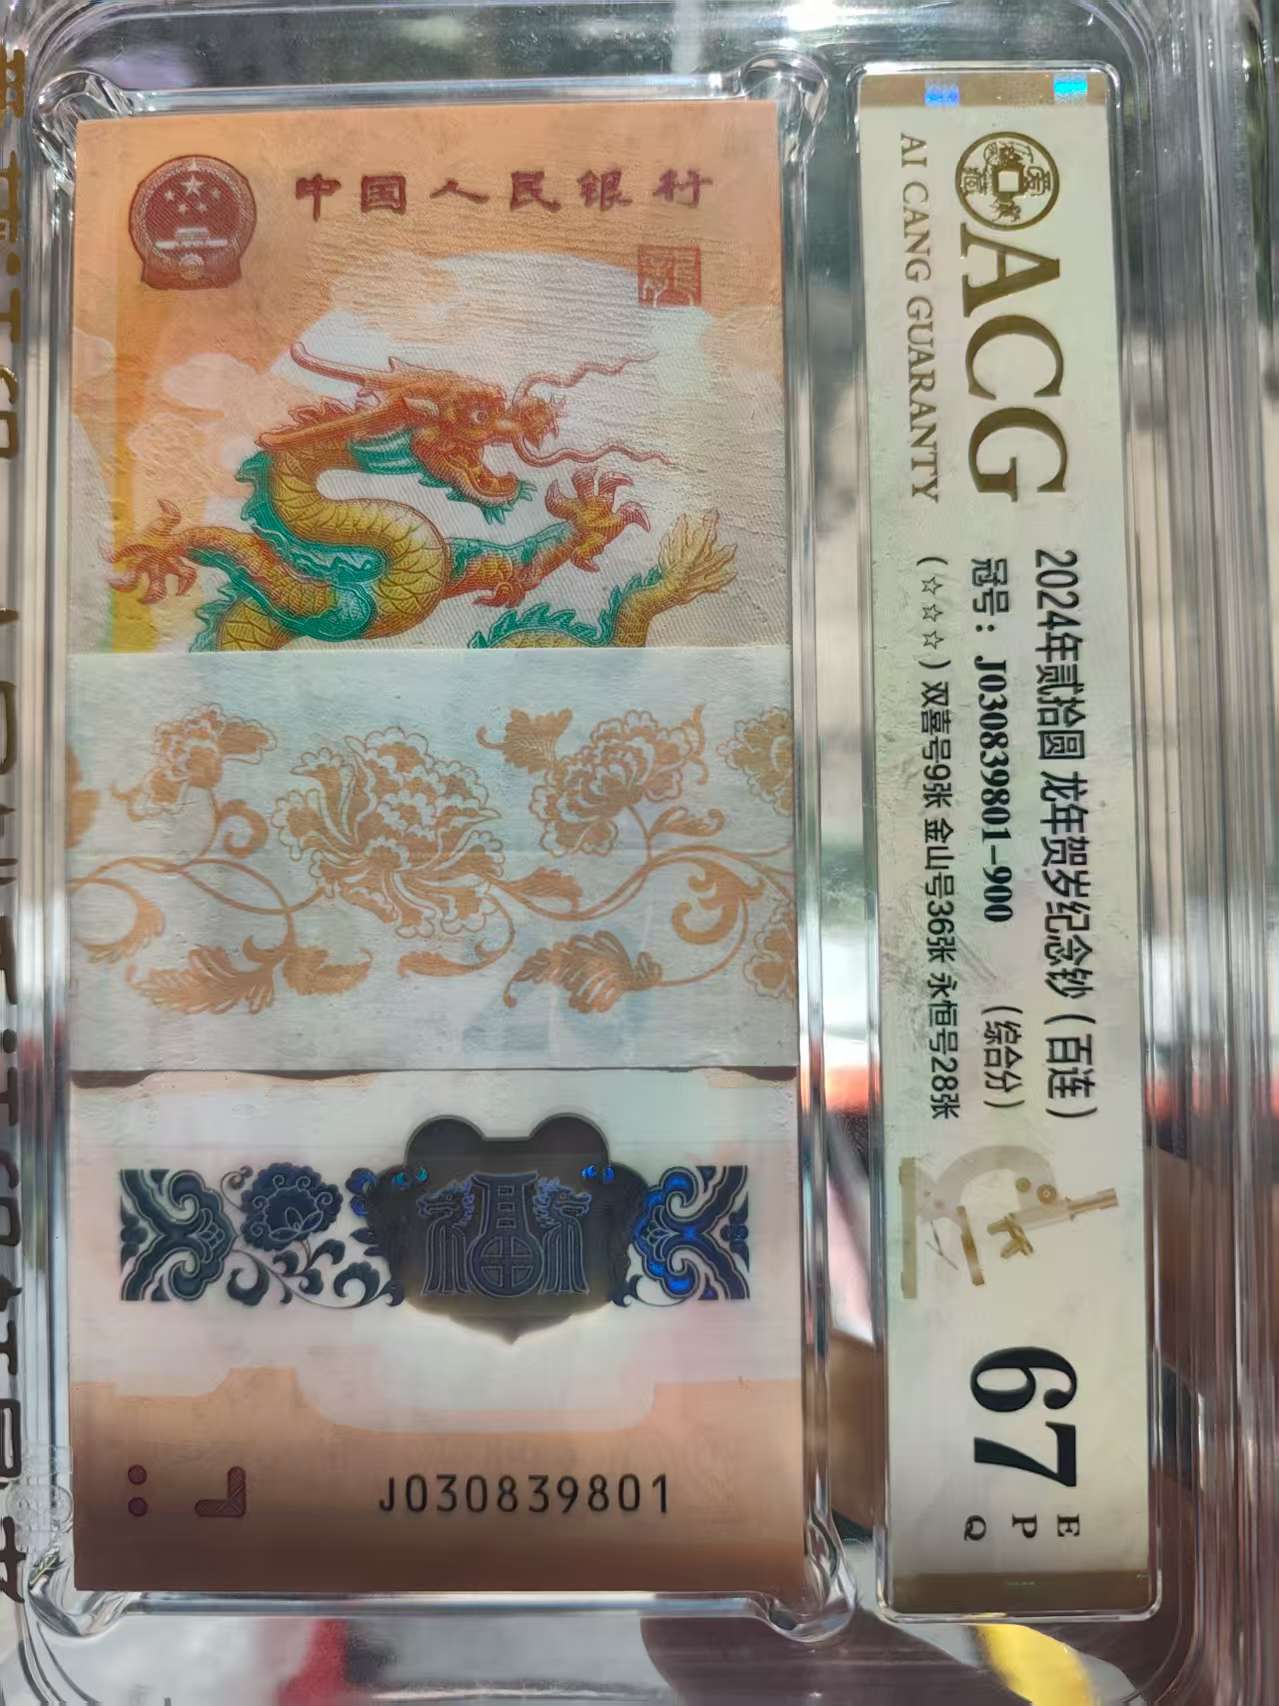 中国人民银行
J030839801
ACG
AI CANG GUARANTY
2024年贰拾圆 龙年贺岁纪念钞（百连）
冠号：J030839801-900 （综合分）
（☆☆☆）双喜号9张 金山号36张 永恒号28张
67
E
P
Q